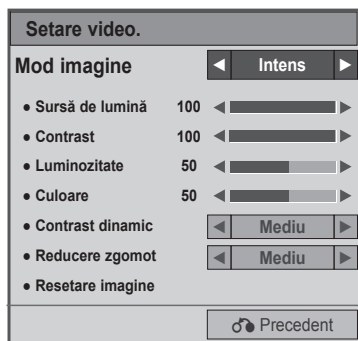 Setare video.
Mod imagine ◄ Intens ►
● Sursă de lumină 100
● Contrast 100
● Luminozitate 50
● Culoare 50
● Contrast dinamic ◄ Mediu ►
● Reducere zgomot ◄ Mediu ►
● Resetare imagine
Precedent